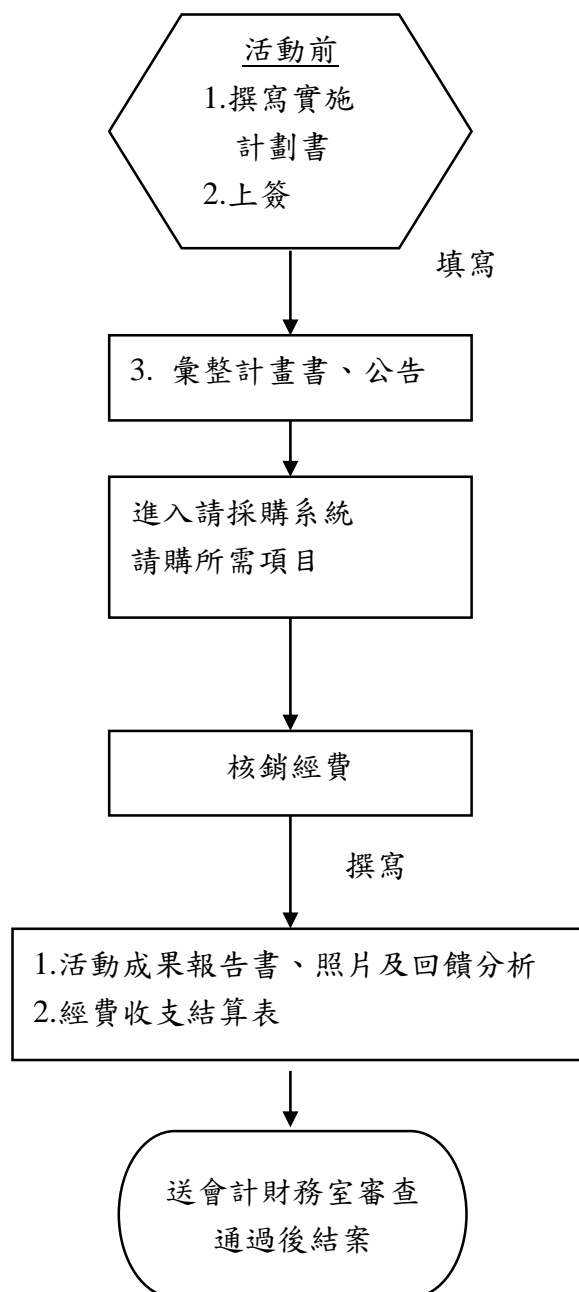 活動前
1.撰寫實施
計劃書
2.上簽
填寫
3. 彙整計畫書、公告
進入請採購系統
請購所需項目
核銷經費
撰寫
1.活動成果報告書、照片及回饋分析
2.經費收支結算表
送會計財務室審查
通過後結案